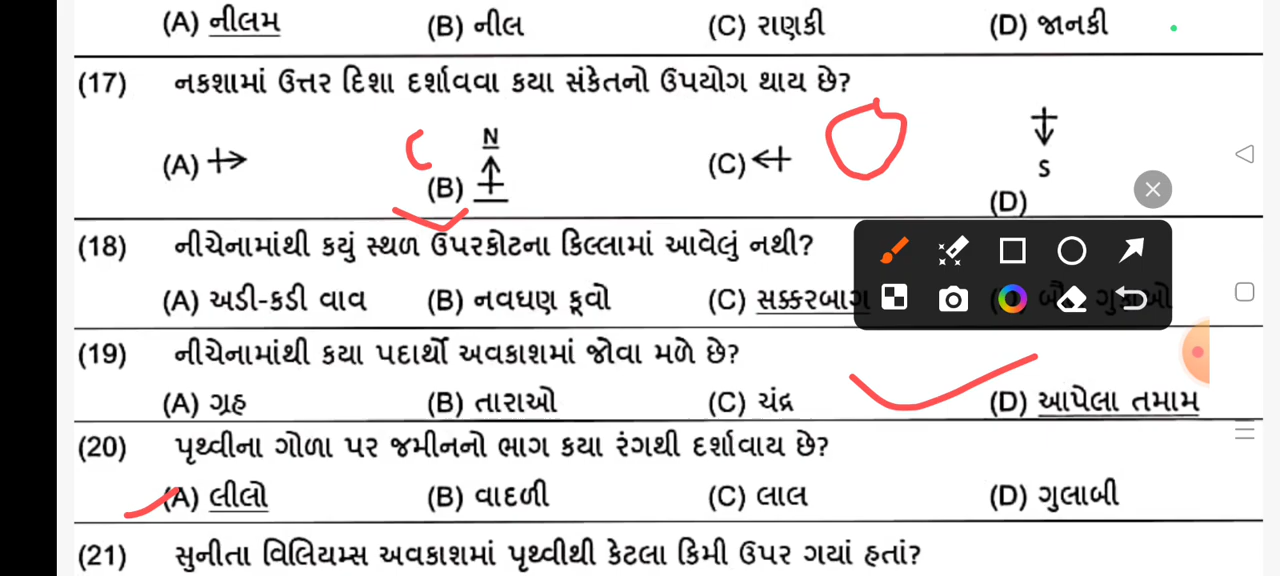 (A) નીલમ (B) નીલ (C) રાણકી (D) જાનકી
(17) નકશામાં ઉત્તર દિશા દર્શાવવા કયા સંકેતનો ઉપયોગ થાય છે?
N
(A) (B) (C) S
(D)
(18) નીચેનામાંથી કયું સ્થળ ઉપરકોટના કિલ્લામાં આવેલું નથી?
(A) અડી-કડી વાવ (B) નવઘણ કૂવો (C) સક્કરબાગ
(19) નીચેનામાંથી કયા પદાર્થો અવકાશમાં જોવા મળે છે?
(A) ગ્રહ (B) તારાઓ (C) ચંદ્ર (D) આપેલા તમામ
(20) પૃથ્વીના ગોળા પર જમીનનો ભાગ કયા રંગથી દર્શાવાય છે?
(A) લીલો (B) વાદળી (C) લાલ (D) ગુલાબી
(21) સુનીતા વિલિયમ્સ અવકાશમાં પૃથ્વીથી કેટલા કિમી ઉપર ગયાં હતાં?